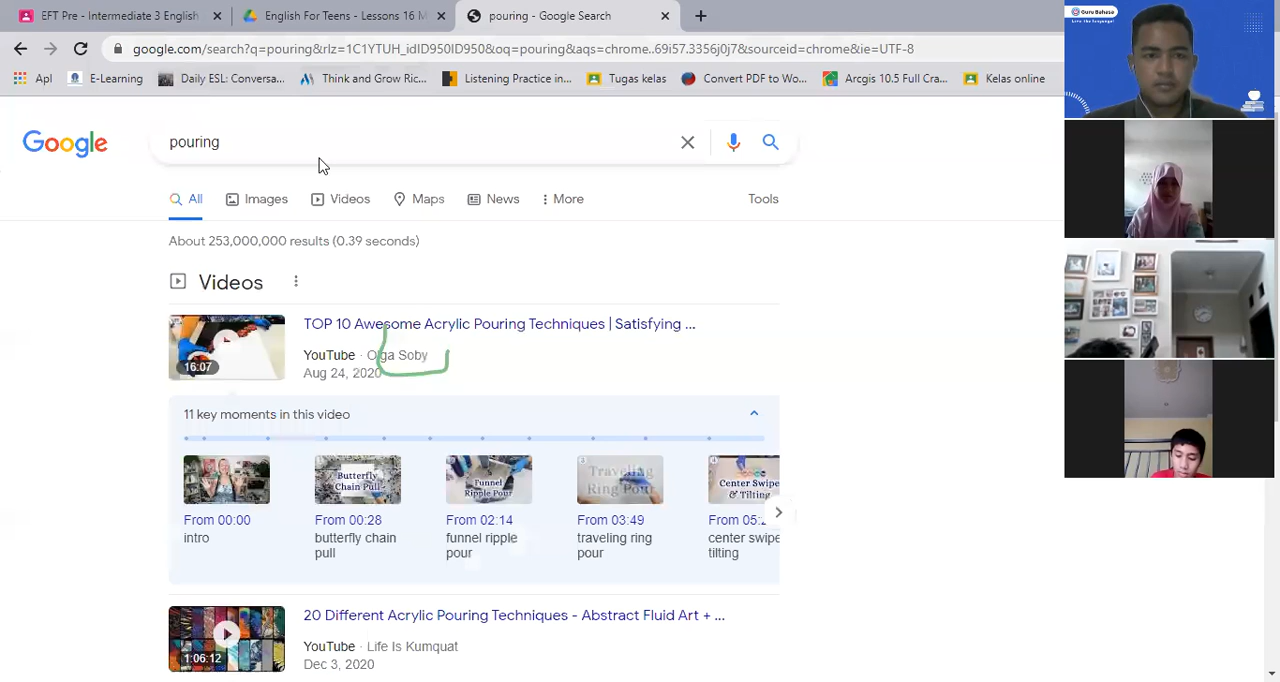 EFT Pre - Intermediate 3 English
English For Teens - Lessons 16 M
pouring - Google Search
google.com/search?q=pouring&rlz=1C1YTUH_idID950ID950&oq=pouring&aqs=chrome..69i57.3356j0j7&sourceid=chrome&ie=UTF-8
Apl
E-Learning
Daily ESL: Conversa...
Think and Grow Ric...
Listening Practice in...
Tugas kelas
Convert PDF to Wo...
Arcgis 10.5 Full Cra...
Kelas online
Guru Bahasa
Google
pouring
All
Images
Videos
Maps
News
More
Tools
About 253,000,000 results (0.39 seconds)
Videos
TOP 10 Awesome Acrylic Pouring Techniques | Satisfying ...
YouTube · Olga Soby
Aug 24, 2020
16:07
11 key moments in this video
Butterfly
Chain Pull
Funnel
Ripple Pour
Traveling
Ring Pour
Center Swipe
& Tilting
From 00:00
intro
From 00:28
butterfly chain
pull
From 02:14
funnel ripple
pour
From 03:49
traveling ring
pour
From 05:2
center swipe
tilting
20 Different Acrylic Pouring Techniques - Abstract Fluid Art + ...
YouTube · Life Is Kumquat
Dec 3, 2020
1:06:12